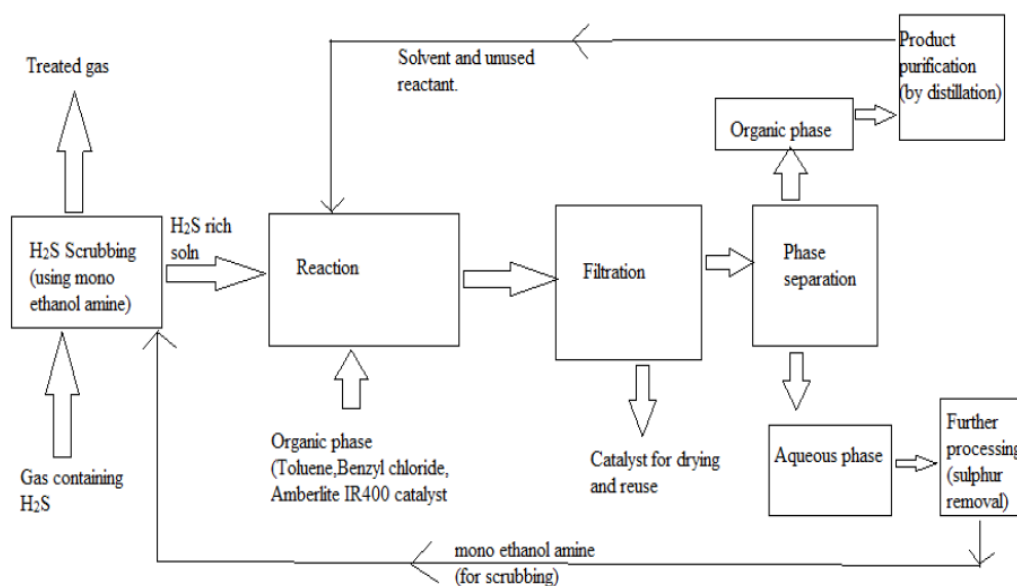 Treated gas
H2S Scrubbing
(using mono
ethanol amine)
Gas containing
H2S
H2S rich
soln
Solvent and unused
reactant.
Reaction
Organic phase
(Toluene,Benzyl chloride,
Amberlite IR400 catalyst
Filtration
Catalyst for drying
and reuse
Phase
separation
Organic phase
Product
purification
(by distillation)
Aqueous phase
Further
processing
(sulphur
removal)
mono ethanol amine
(for scrubbing)